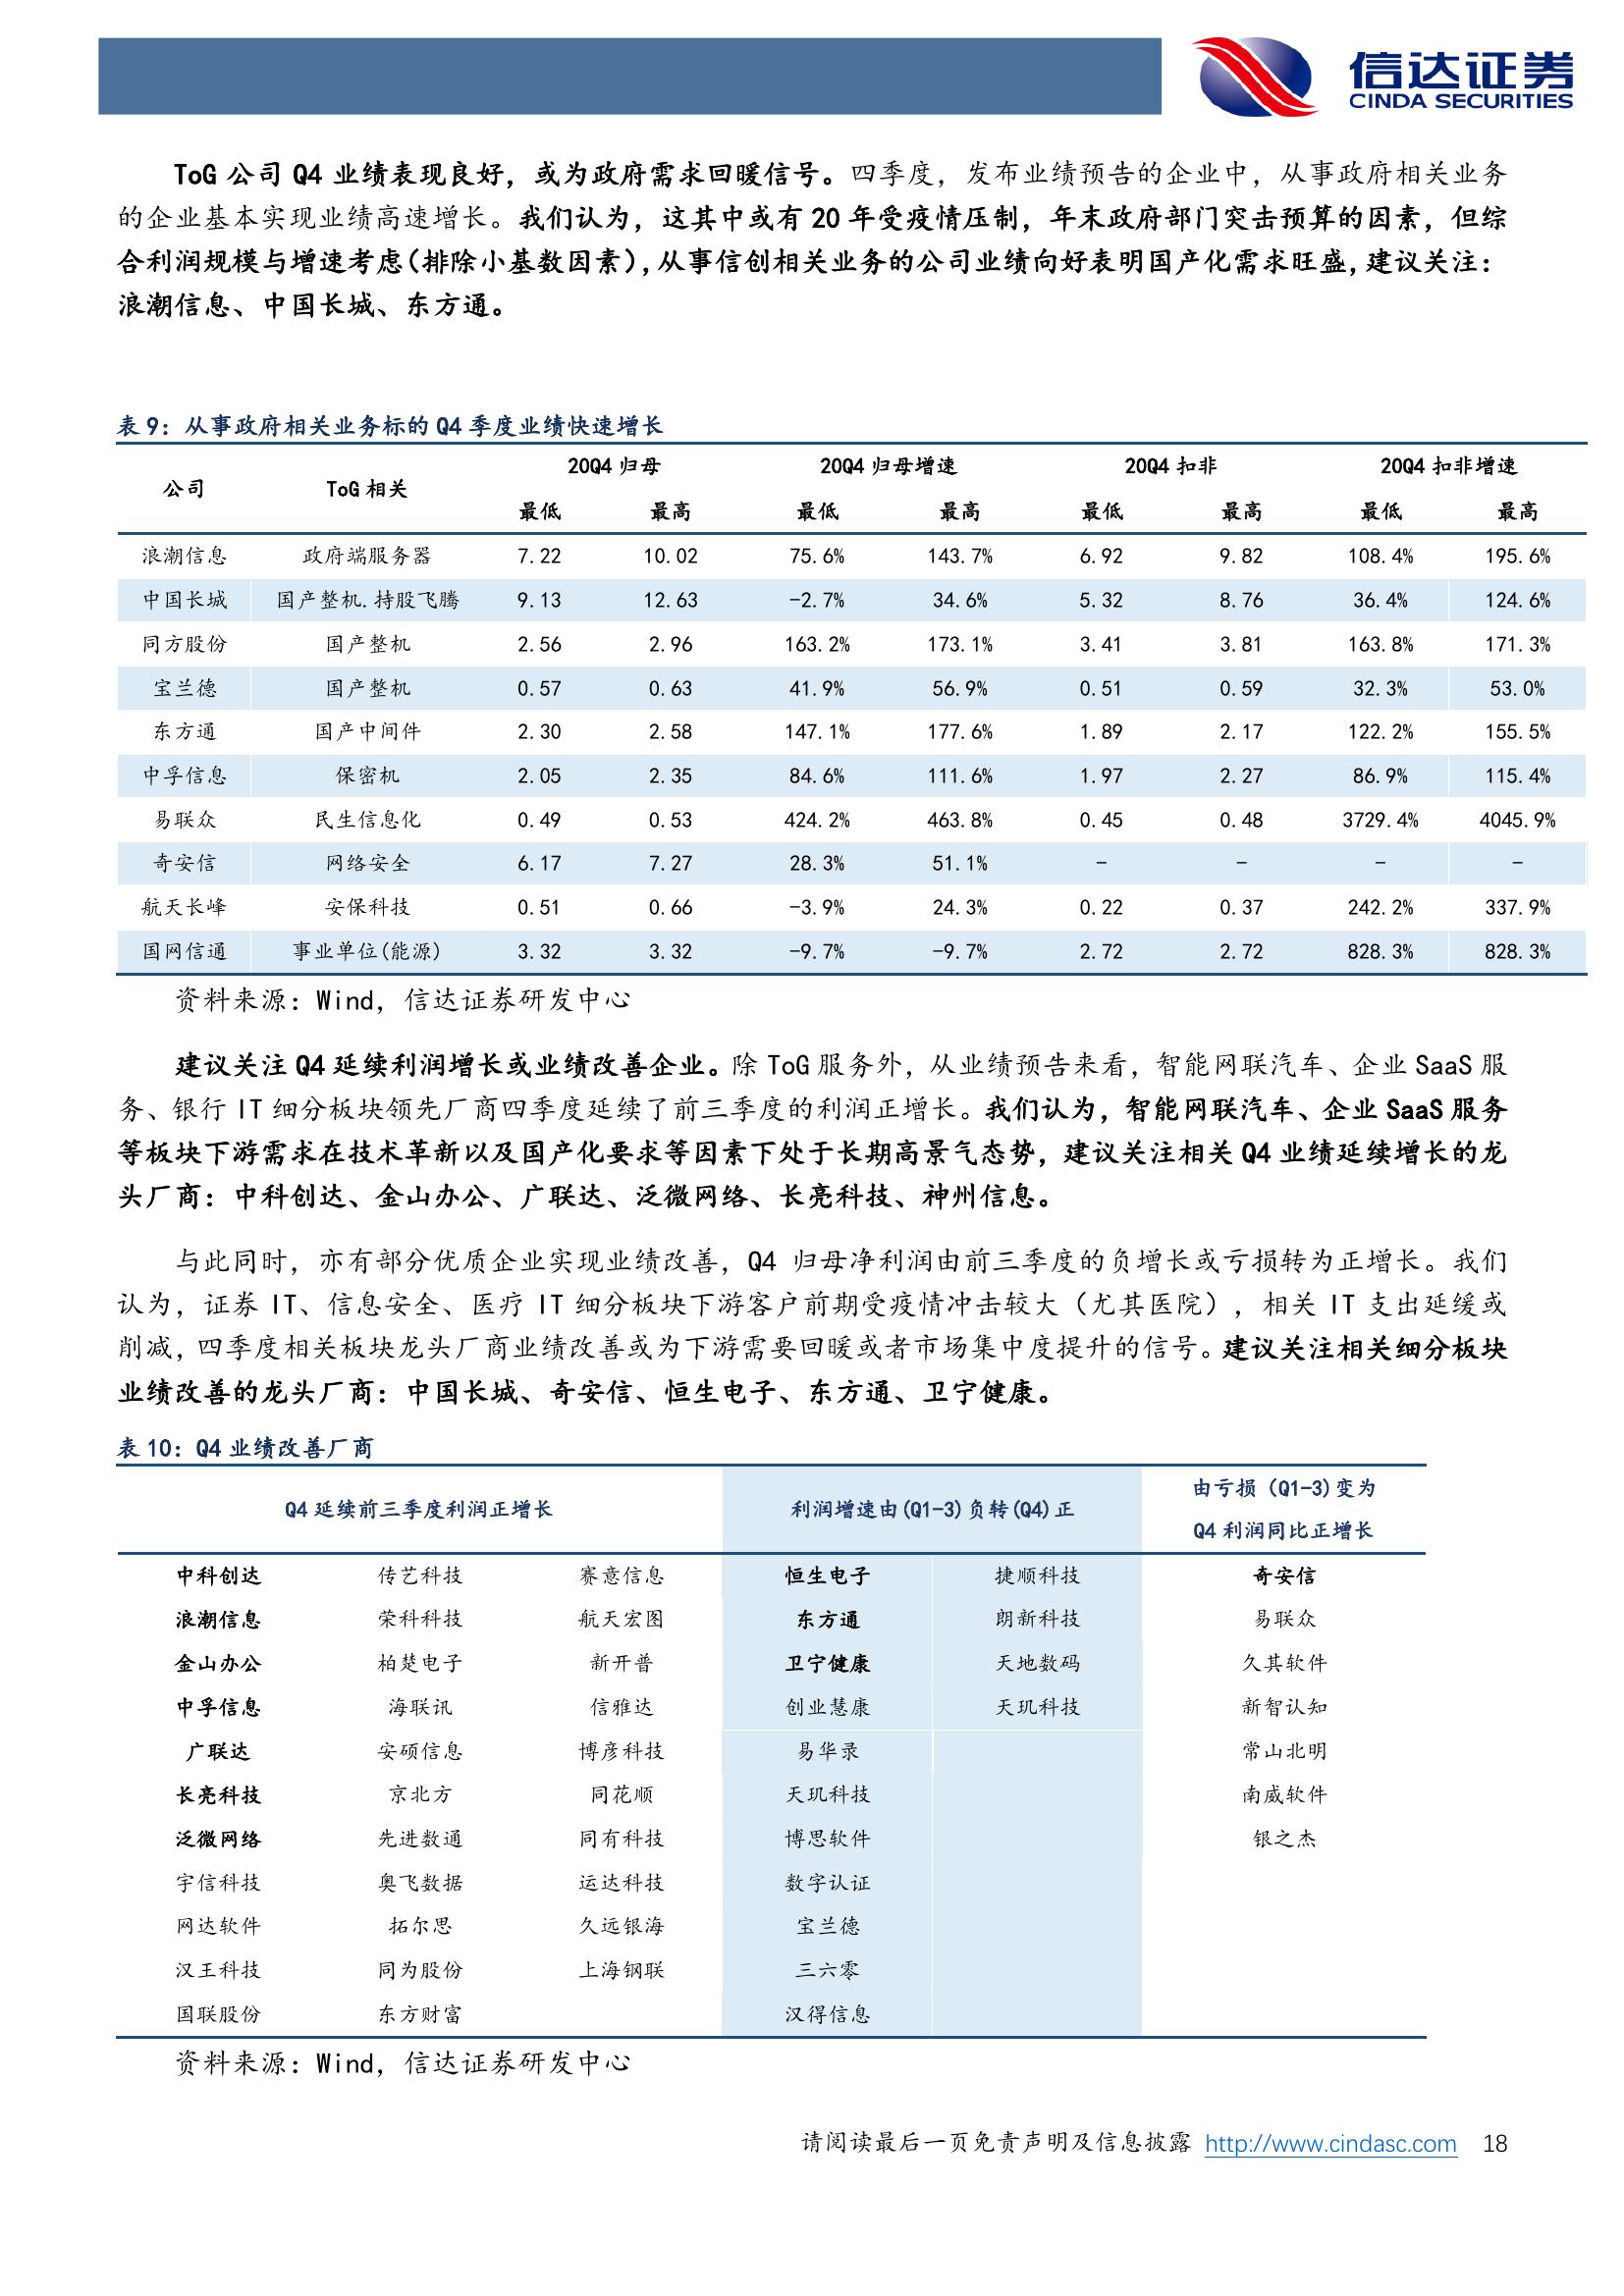 信达证券
CINDA SECURITIES
ToG 公司 Q4 业绩表现良好，或为政府需求回暖信号。四季度，发布业绩预告的企业中，从事政府相关业务
的企业基本实现业绩高速增长。我们认为，这其中或有 20 年受疫情压制，年末政府部门突击预算的因素，但综
合利润规模与增速考虑（排除小基数因素），从事信创相关业务的公司业绩向好表明国产化需求旺盛，建议关注：
浪潮信息、中国长城、东方通。
表 9：从事政府相关业务标的 Q4 季度业绩快速增长
公司 ToG 相关 20Q4 归母 20Q4 归母增速 20Q4 扣非 20Q4 扣非增速
最低 最高 最低 最高 最低 最高 最低 最高
浪潮信息 政府端服务器 7.22 10.02 75.6% 143.7% 6.92 9.82 108.4% 195.6%
中国长城 国产整机.持股飞腾 9.13 12.63 -2.7% 34.6% 5.32 8.76 36.4% 124.6%
同方股份 国产整机 2.56 2.96 163.2% 173.1% 3.41 3.81 163.8% 171.3%
宝兰德 国产整机 0.57 0.63 41.9% 56.9% 0.51 0.59 32.3% 53.0%
东方通 国产中间件 2.30 2.58 147.1% 177.6% 1.89 2.17 122.2% 155.5%
中孚信息 保密机 2.05 2.35 84.6% 111.6% 1.97 2.27 86.9% 115.4%
易联众 民生信息化 0.49 0.53 424.2% 463.8% 0.45 0.48 3729.4% 4045.9%
奇安信 网络安全 6.17 7.27 28.3% 51.1% - - - -
航天长峰 安保科技 0.51 0.66 -3.9% 24.3% 0.22 0.37 242.2% 337.9%
国网信通 事业单位(能源) 3.32 3.32 -9.7% -9.7% 2.72 2.72 828.3% 828.3%
资料来源：Wind，信达证券研发中心
建议关注 Q4 延续利润增长或业绩改善企业。除 ToG 服务外，从业绩预告来看，智能网联汽车、企业 SaaS 服
务、银行 IT 细分板块领先厂商四季度延续了前三季度的利润正增长。我们认为，智能网联汽车、企业 SaaS 服务
等板块下游需求在技术革新以及国产化要求等因素下处于长期高景气态势，建议关注相关 Q4 业绩延续增长的龙
头厂商：中科创达、金山办公、广联达、泛微网络、长亮科技、神州信息。
与此同时，亦有部分优质企业实现业绩改善，Q4 归母净利润由前三季度的负增长或亏损转为正增长。我们
认为，证券 IT、信息安全、医疗 IT 细分板块下游客户前期受疫情冲击较大（尤其医院），相关 IT 支出延缓或
削减，四季度相关板块龙头厂商业绩改善或为下游需要回暖或者市场集中度提升的信号。建议关注相关细分板块
业绩改善的龙头厂商：中国长城、奇安信、恒生电子、东方通、卫宁健康。
表 10：Q4 业绩改善厂商
Q4 延续前三季度利润正增长 利润增速由(Q1-3)负转(Q4)正 由亏损（Q1-3)变为
Q4 利润同比正增长
中科创达 传艺科技 赛意信息 恒生电子 捷顺科技 奇安信
浪潮信息 荣科科技 航天宏图 东方通 朗新科技 易联众
金山办公 柏楚电子 新开普 卫宁健康 天地数码 久其软件
中孚信息 海联讯 信雅达 创业慧康 天玑科技 新智认知
广联达 安硕信息 博彦科技 易华录 常山北明
长亮科技 京北方 同花顺 天玑科技 南威软件
泛微网络 先进数通 同有科技 博思软件 银之杰
宇信科技 奥飞数据 运达科技 数字认证
网达软件 拓尔思 久远银海 宝兰德
汉王科技 同为股份 上海钢联 三六零
国联股份 东方财富 汉得信息
资料来源：Wind，信达证券研发中心
请阅读最后一页免责声明及信息披露 http://www.cindasc.com 18